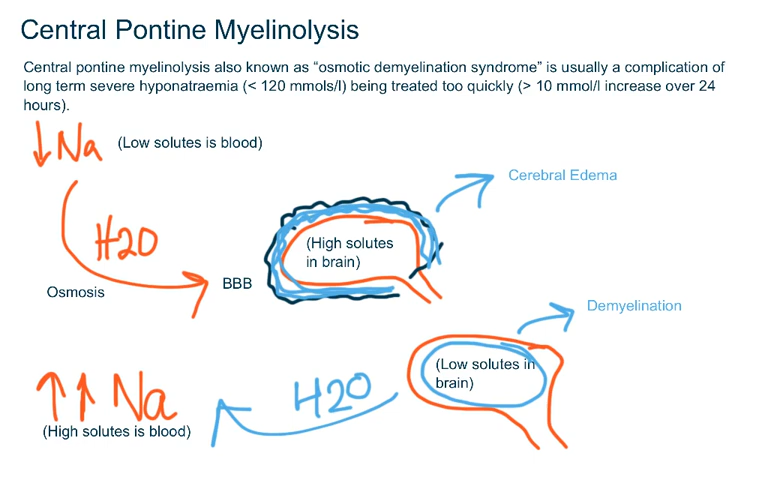 Central Pontine Myelinolysis
Central pontine myelinolysis also known as “osmotic demyelination syndrome” is usually a complication of
long term severe hyponatraemia (< 120 mmols/l) being treated too quickly (> 10 mmol/l increase over 24
hours).
↓Na (Low solutes is blood)
Cerebral Edema
H2O
(High solutes
in brain)
BBB
Osmosis
Demyelination
(Low solutes in
brain)
↑↑ Na
H2O
(High solutes is blood)